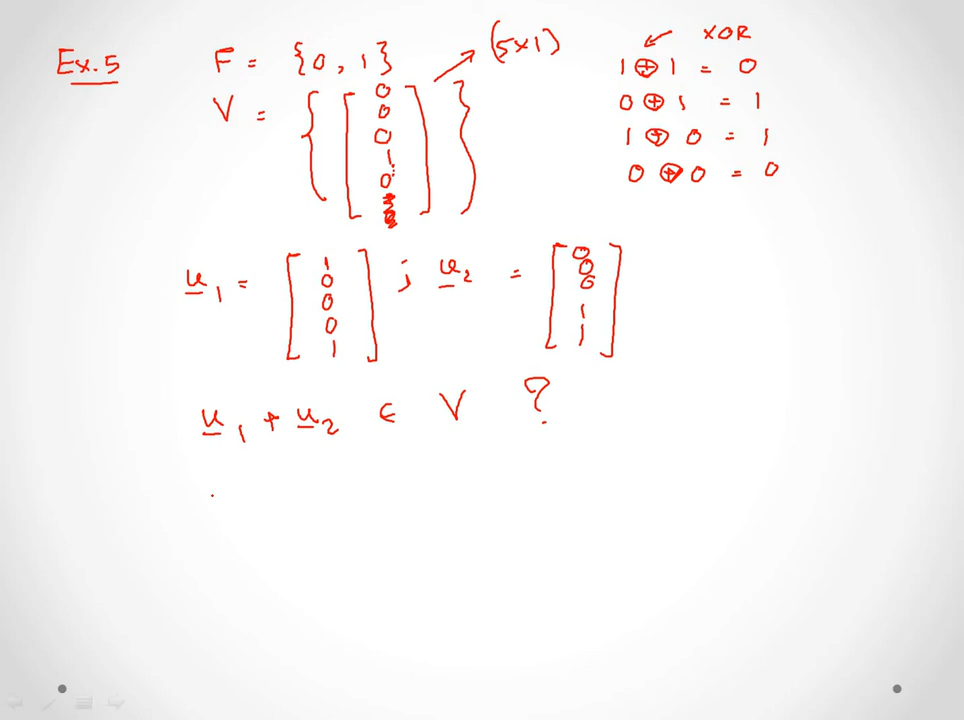 Ex.5 F = {0, 1} (5x1) XOR
1 ⊕ 1 = 0
V = { [ 0 0 0 1 0 ] }
0 ⊕ 1 = 1
1 ⊕ 0 = 1
0 ⊕ 0 = 0
u1 = [ 1 0 0 0 1 ] ; u2 = [ 0 0 0 1 1 ]
u1 + u2 ∈ V ?